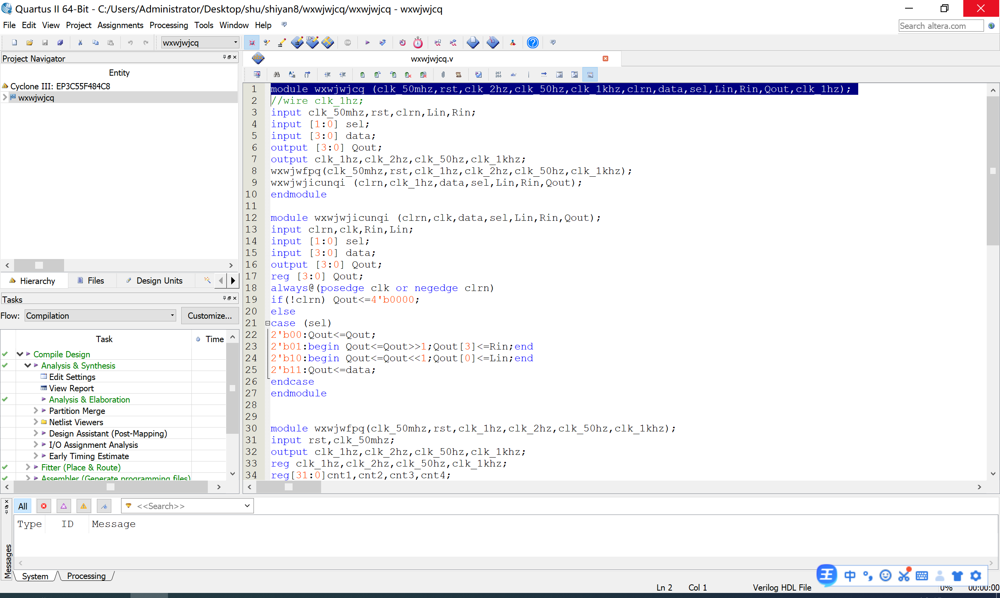 Quartus II 64-Bit - C:/Users/Administrator/Desktop/shu/shiyan8/wxwjwjcq/wxwjwjcq - wxwjwjcq
File Edit View Project Assignments Processing Tools Window Help
Search altera.com
wxwjwjcq
STOP
Project Navigator
Entity
Cyclone III: EP3C55F484C8
wxwjwjcq
Hierarchy Files Design Units
Tasks
Flow: Compilation Customize...
Task Time
Compile Design
Analysis & Synthesis
Edit Settings
View Report
Analysis & Elaboration
Partition Merge
Netlist Viewers
Design Assistant (Post-Mapping)
I/O Assignment Analysis
Early Timing Estimate
Fitter (Place & Route)
Assembler (Generate programming files)
abc
wxwjwjcq.v
267
268
ab/
1 module wxwjwjcq (clk_50mhz,rst,clk_2hz,clk_50hz,clk_1khz,clrn,data,sel,Lin,Rin,Qout,clk_1hz);
2 //wire clk_1hz;
3 input clk_50mhz,rst,clrn,Lin,Rin;
4 input [1:0] sel;
5 input [3:0] data;
6 output [3:0] Qout;
7 output clk_1hz,clk_2hz,clk_50hz,clk_1khz;
8 wxwjwfpq(clk_50mhz,rst,clk_1hz,clk_2hz,clk_50hz,clk_1khz);
9 wxwjwjicunqi (clrn,clk_1hz,data,sel,Lin,Rin,Qout);
10 endmodule
11
12 module wxwjwjicunqi (clrn,clk,data,sel,Lin,Rin,Qout);
13 input clrn,clk,Rin,Lin;
14 input [1:0] sel;
15 input [3:0] data;
16 output [3:0] Qout;
17 reg [3:0] Qout;
18 always@(posedge clk or negedge clrn)
19 if(!clrn) Qout<=4'b0000;
20 else
21 case (sel)
22 2'b00:Qout<=Qout;
23 2'b01:begin Qout<=Qout>>1;Qout[3]<=Rin;end
24 2'b10:begin Qout<=Qout<<1;Qout[0]<=Lin;end
25 2'b11:Qout<=data;
26 endcase
27 endmodule
28
29
30 module wxwjwfpq(clk_50mhz,rst,clk_1hz,clk_2hz,clk_50hz,clk_1khz);
31 input rst,clk_50mhz;
32 output clk_1hz,clk_2hz,clk_50hz,clk_1khz;
33 reg clk_1hz,clk_2hz,clk_50hz,clk_1khz;
34 reg[31:0]cnt1,cnt2,cnt3,cnt4;
All <<Search>>
Type ID Message
Messages
System Processing
王 中
Ln 2 Col 1 Verilog HDL File 0% 00:00:00